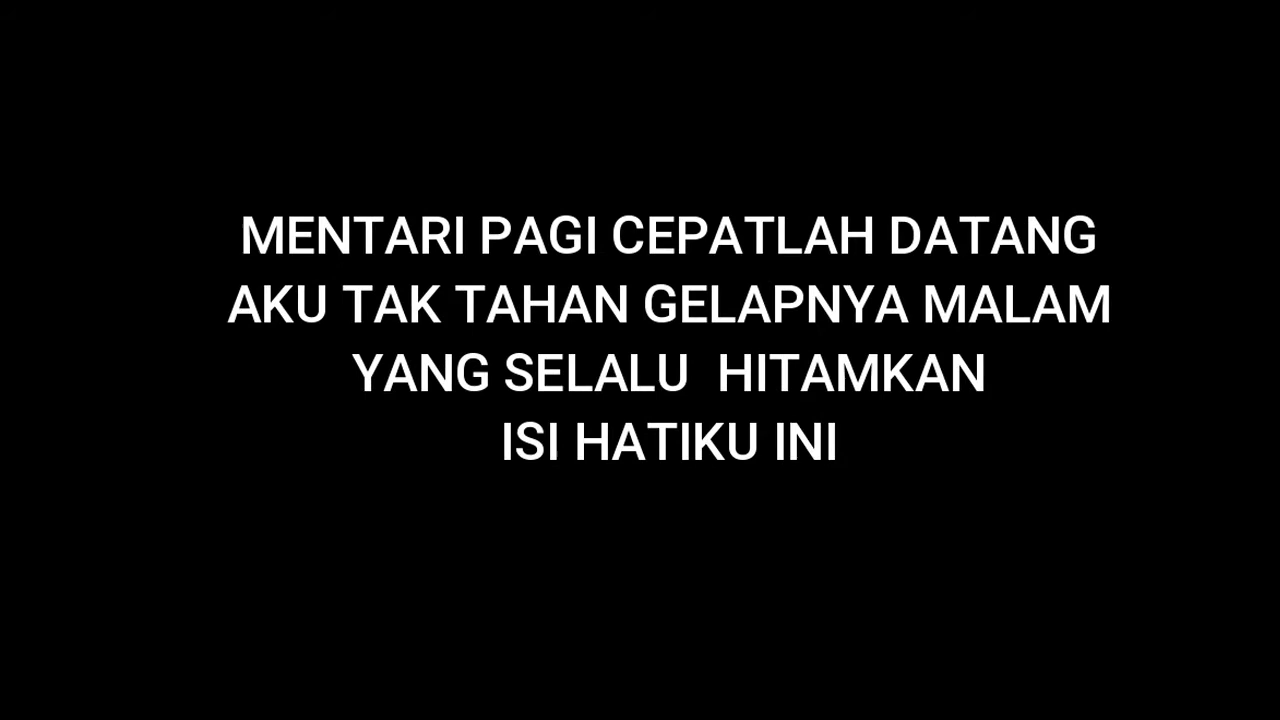 MENTARI PAGI CEPATLAH DATANG
AKU TAK TAHAN GELAPNYA MALAM
YANG SELALU  HITAMKAN
ISI HATIKU INI